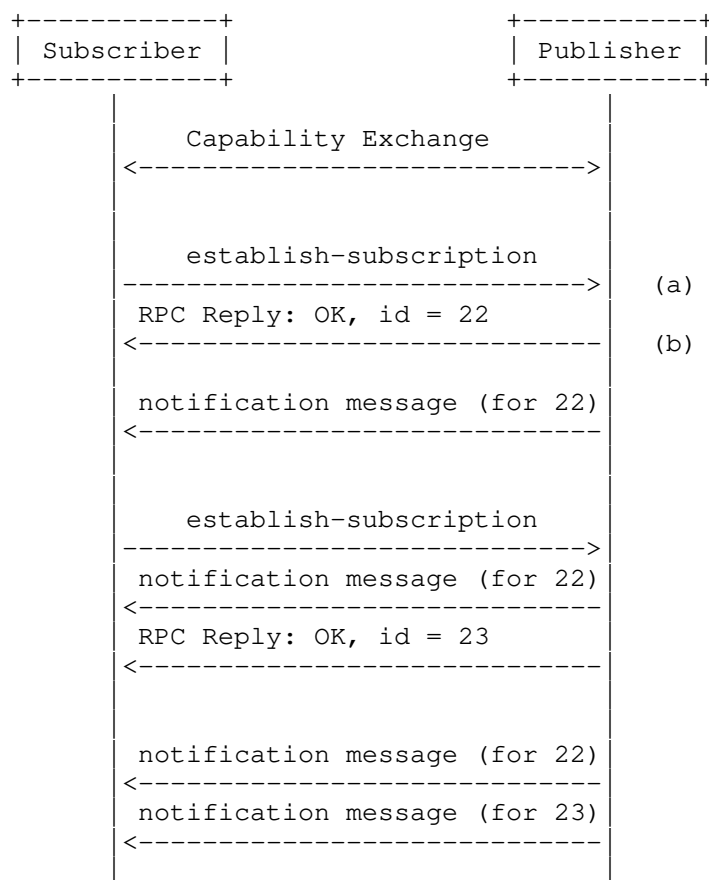 +------------+                 +-----------+
| Subscriber |                 | Publisher |
+------------+                 +-----------+
Capability Exchange
<---------------------------->
establish-subscription
----------------------------->   (a)
RPC Reply: OK, id = 22
<-----------------------------   (b)
notification message (for 22)
<-----------------------------
establish-subscription
----------------------------->
notification message (for 22)
<-----------------------------
RPC Reply: OK, id = 23
<-----------------------------
notification message (for 22)
<-----------------------------
notification message (for 23)
<-----------------------------